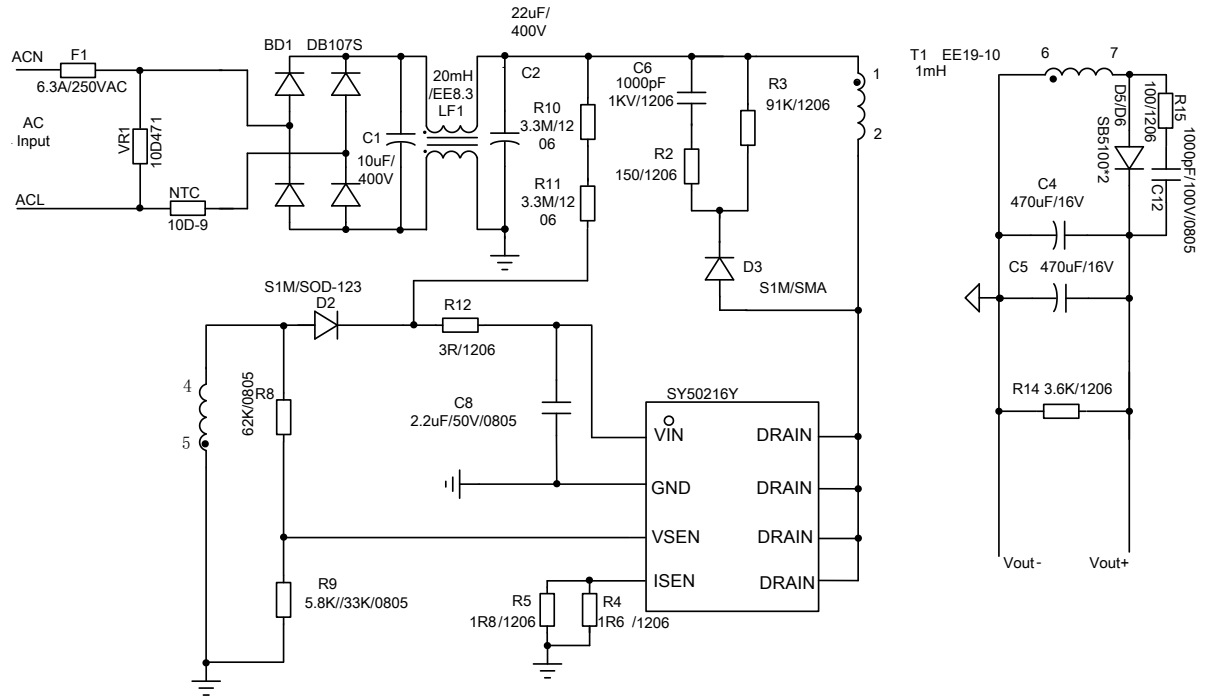 22uF/
400V
ACN
F1
6.3A/250VAC
AC
Input
VR1
10D471
ACL
NTC
10D-9
BD1
DB107S
C1
10uF/
400V
20mH
/EE8.3
LF1
C2
R10
3.3M/12
06
R11
3.3M/12
06
C6
1000pF
1KV/1206
R2
150/1206
R3
91K/1206
D3
S1M/SMA
1
2
T1 EE19-10
1mH
6
7
D5/D6
SB5100*2
R15
100/1206
1000pF/100V/0805
C12
C4
470uF/16V
C5 470uF/16V
R14 3.6K/1206
Vout-
Vout+
S1M/SOD-123
D2
R12
3R/1206
4
5
R8
62K/0805
C8
2.2uF/50V/0805
R9
5.8K//33K/0805
SY50216Y
VIN
DRAIN
GND
DRAIN
VSEN
DRAIN
ISEN
DRAIN
R5
1R8/1206
R4
1R6 /1206